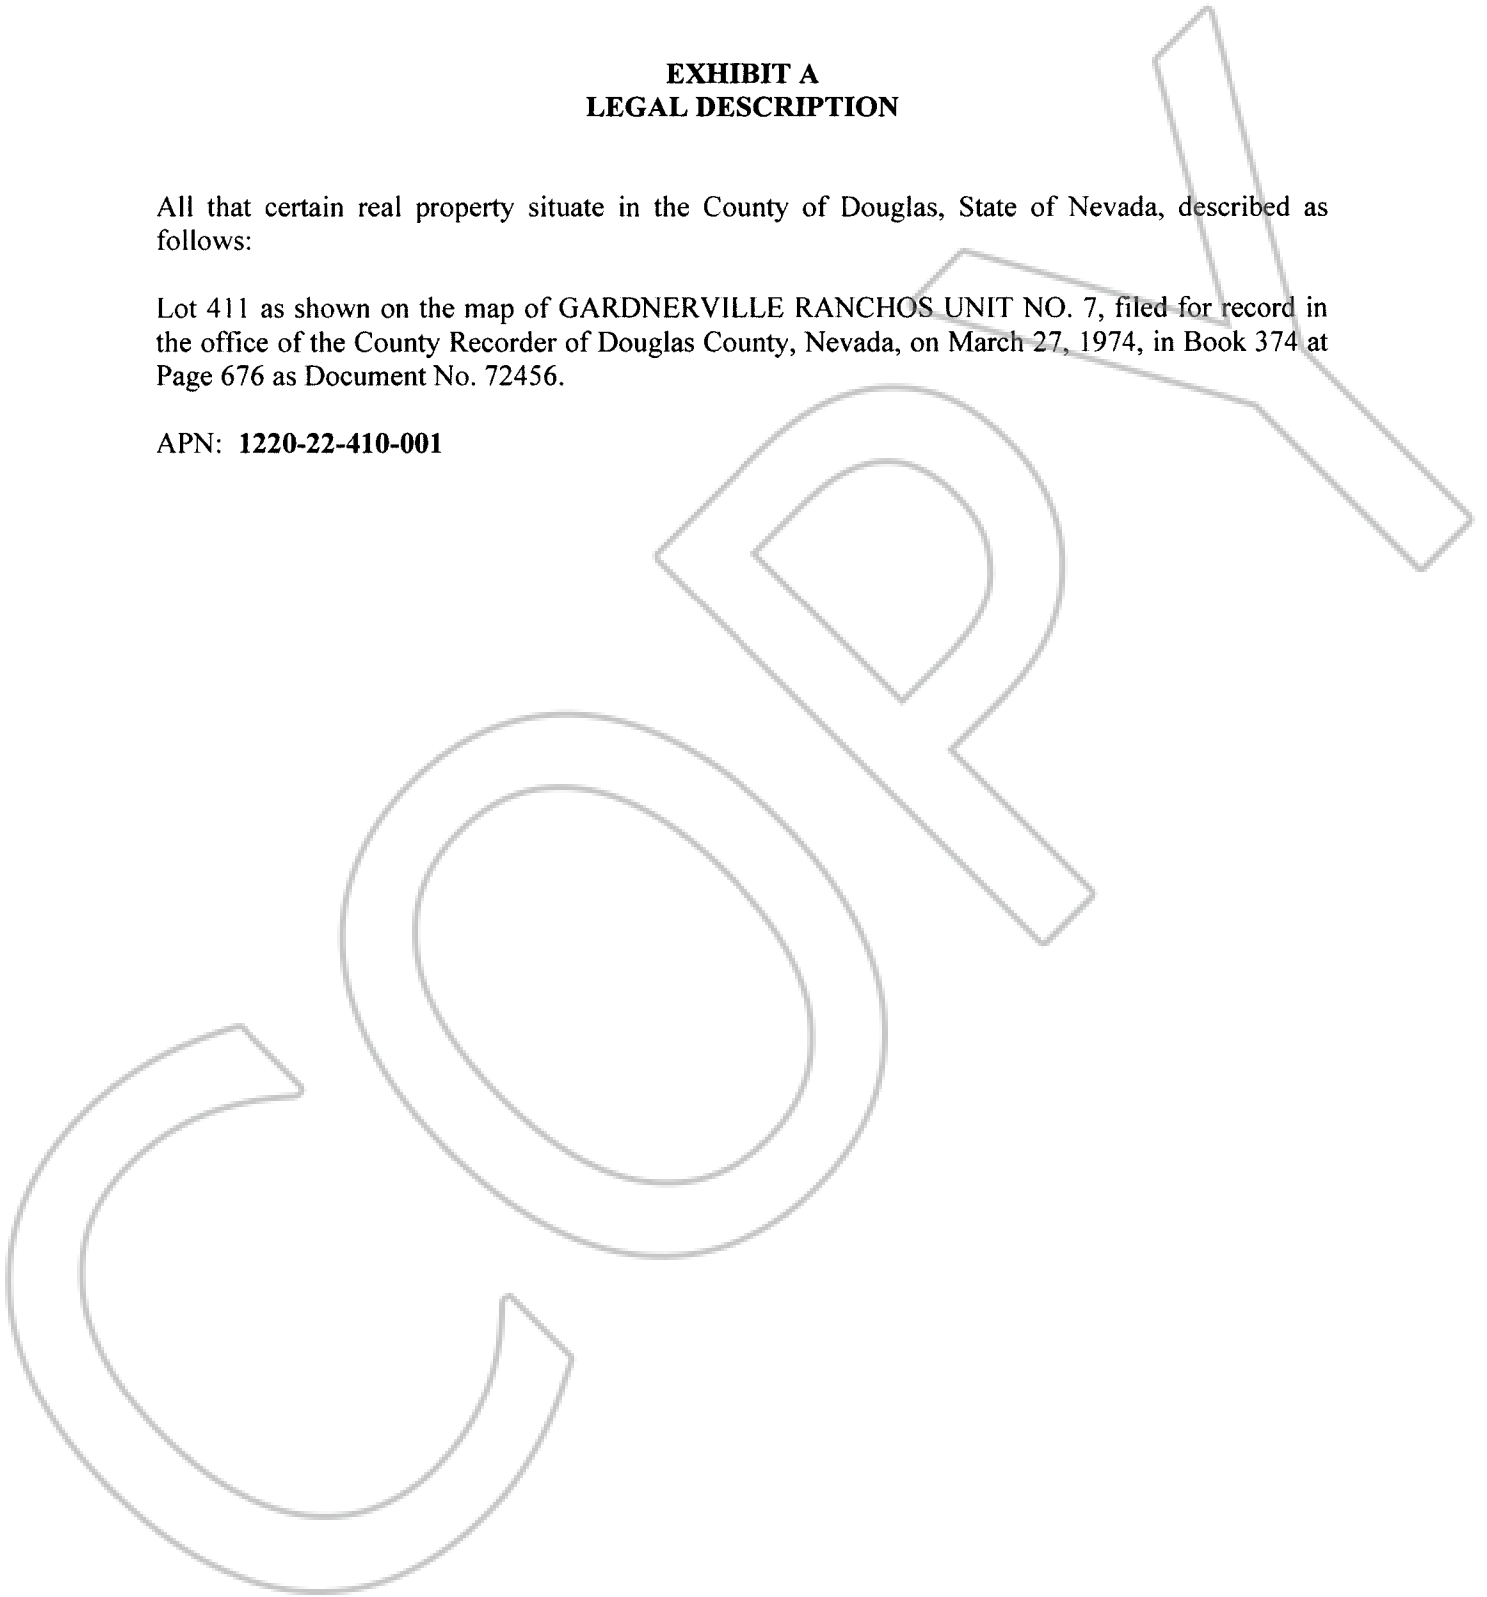 EXHIBIT A
LEGAL DESCRIPTION
All that certain real property situate in the County of Douglas, State of Nevada, described as
follows:
Lot 411 as shown on the map of GARDNERVILLE RANCHOS UNIT NO. 7, filed for record in
the office of the County Recorder of Douglas County, Nevada, on March 27, 1974, in Book 374 at
Page 676 as Document No. 72456.
APN: 1220-22-410-001
COPY